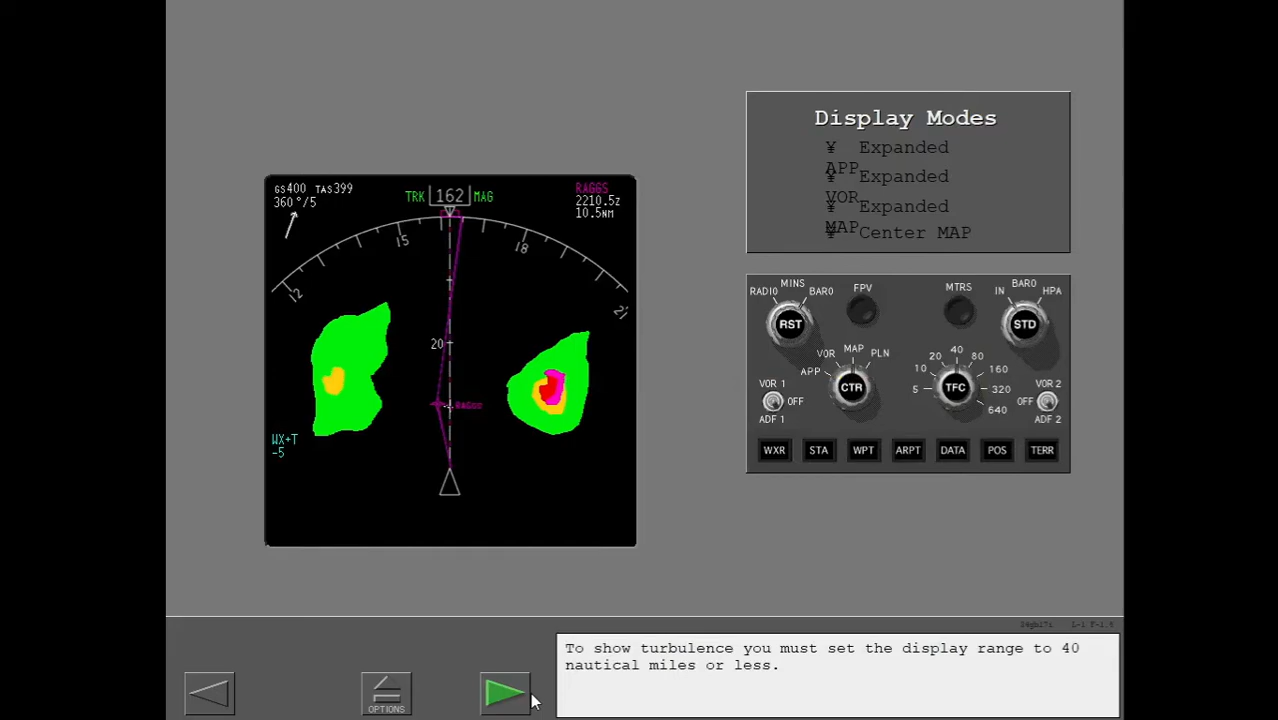 Display Modes
¥ Expanded
APP
¥ Expanded
VOR
¥ Expanded
MAP
¥ Center MAP
GS400 TAS399
360°/5
TRK 162 MAG
RAGGS
2210.5z
10.5NM
12
15
18
21
20
RAGGS
WX+T
-5
RADIO MINS BARO
RST
FPV
MTRS
IN BARO HPA
STD
APP VOR MAP PLN
CTR
5 10 20 40 80 160 320 640
TFC
VOR 1
OFF
ADF 1
VOR 2
OFF
ADF 2
WXR STA WPT ARPT DATA POS TERR
To show turbulence you must set the display range to 40
nautical miles or less.
OPTIONS